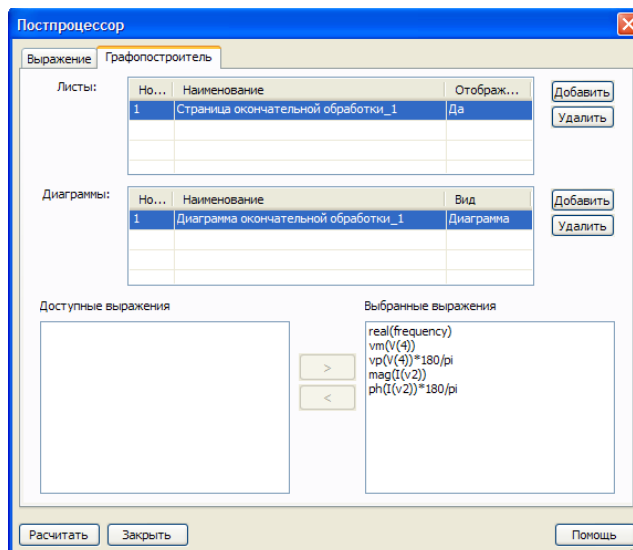 Постпроцессор
Выражение Графопостроитель
Листы:
Но... Наименование Отображ...
1 Страница окончательной обработки_1 Да
Добавить
Удалить
Диаграммы:
Но... Наименование Вид
1 Диаграмма окончательной обработки_1 Диаграмма
Добавить
Удалить
Доступные выражения
Выбранные выражения
real(frequency)
vm(V(4))
vp(V(4))*180/pi
mag(I(v2))
ph(I(v2))*180/pi
>
<
Расчитать Закрыть Помощь